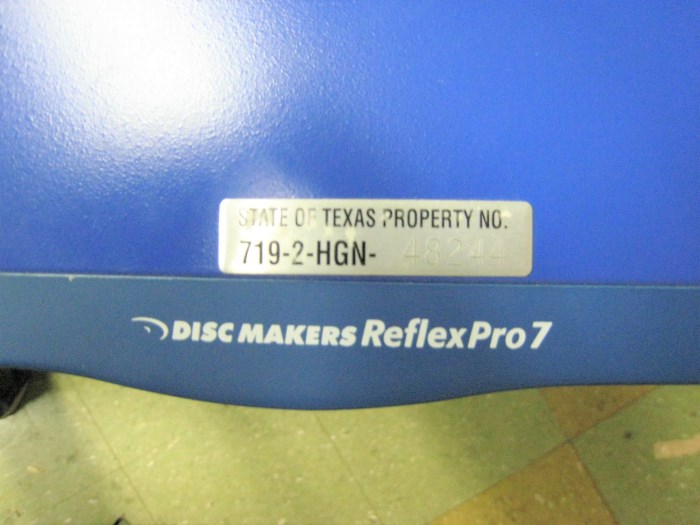 STATE OF TEXAS PROPERTY NO.
719-2-HGN- 48244
DISC MAKERS ReflexPro7